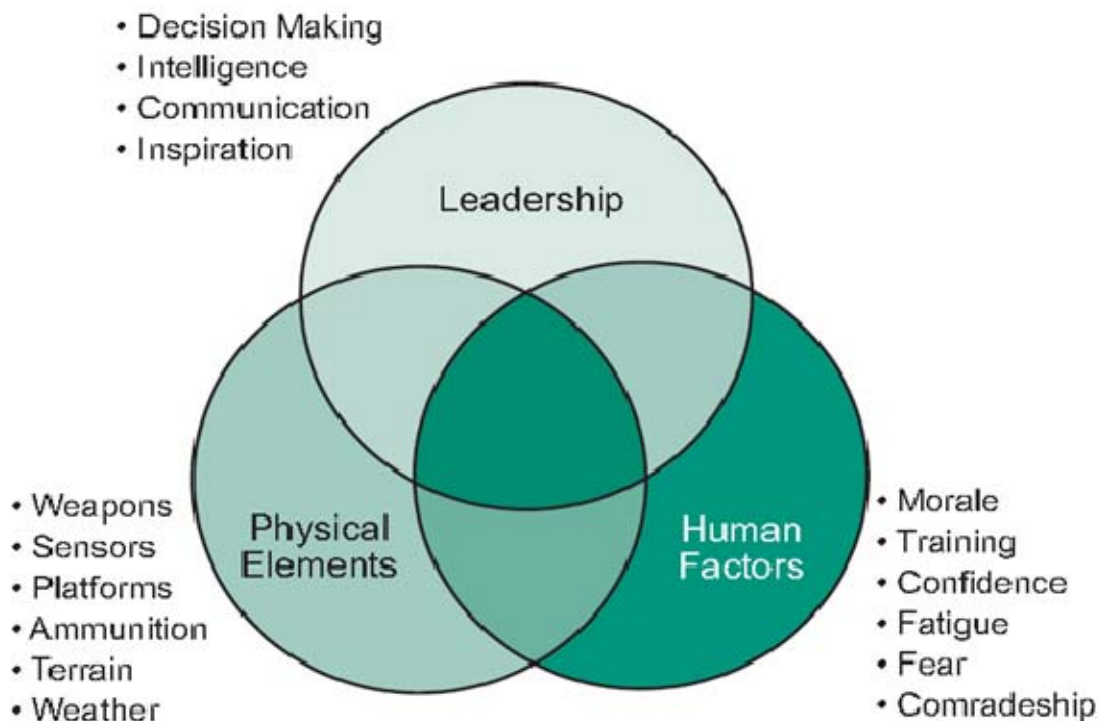 • Decision Making
• Intelligence
• Communication
• Inspiration
Leadership
Physical
Elements
Human
Factors
• Weapons
• Sensors
• Platforms
• Ammunition
• Terrain
• Weather
• Morale
• Training
• Confidence
• Fatigue
• Fear
• Comradeship